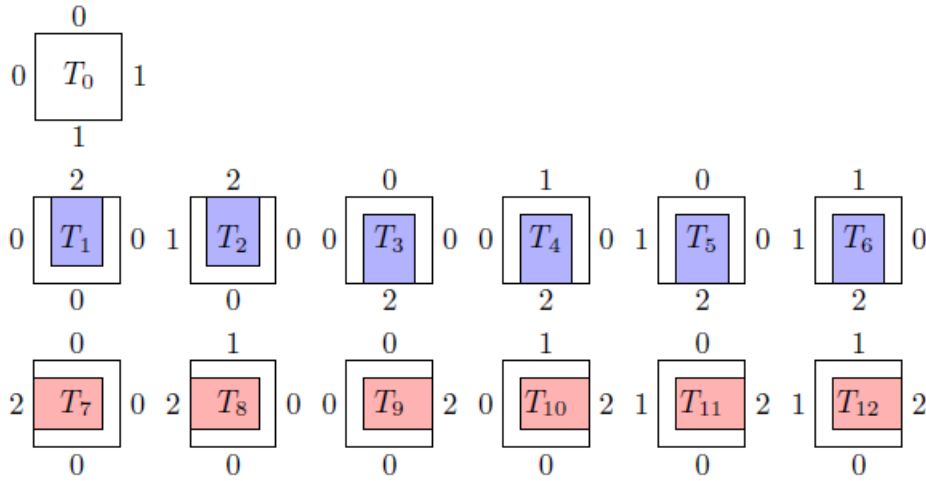 0
0 T₀ 1
1
2 2 0 1 0 1
0 T₁ 0 1 T₂ 0 0 T₃ 0 0 T₄ 0 1 T₅ 0 1 T₆ 0
0 0 2 2 2 2
0 1 0 1 0 1
2 T₇ 0 2 T₈ 0 0 T₉ 2 0 T₁₀ 2 1 T₁₁ 2 1 T₁₂ 2
0 0 0 0 0 0